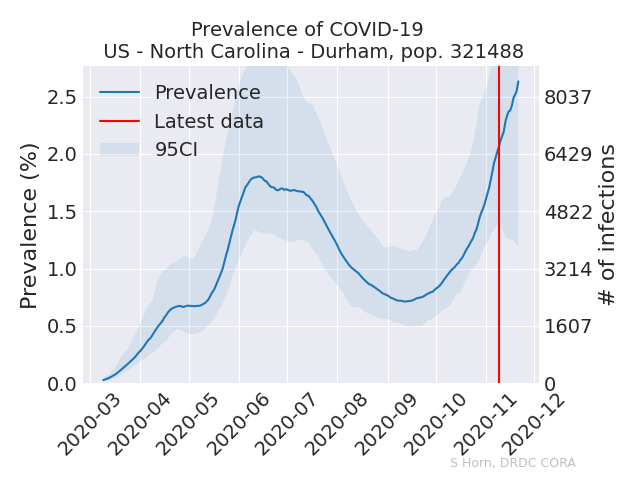 Prevalence of COVID-19
US - North Carolina - Durham, pop. 321488
Prevalence
Latest data
95CI
Prevalence (%)
2.5
2.0
1.5
1.0
0.5
0.0
8037
6429
4822
3214
1607
0
# of infections
2020-03
2020-04
2020-05
2020-06
2020-07
2020-08
2020-09
2020-10
2020-11
2020-12
S Horn, DRDC CORA